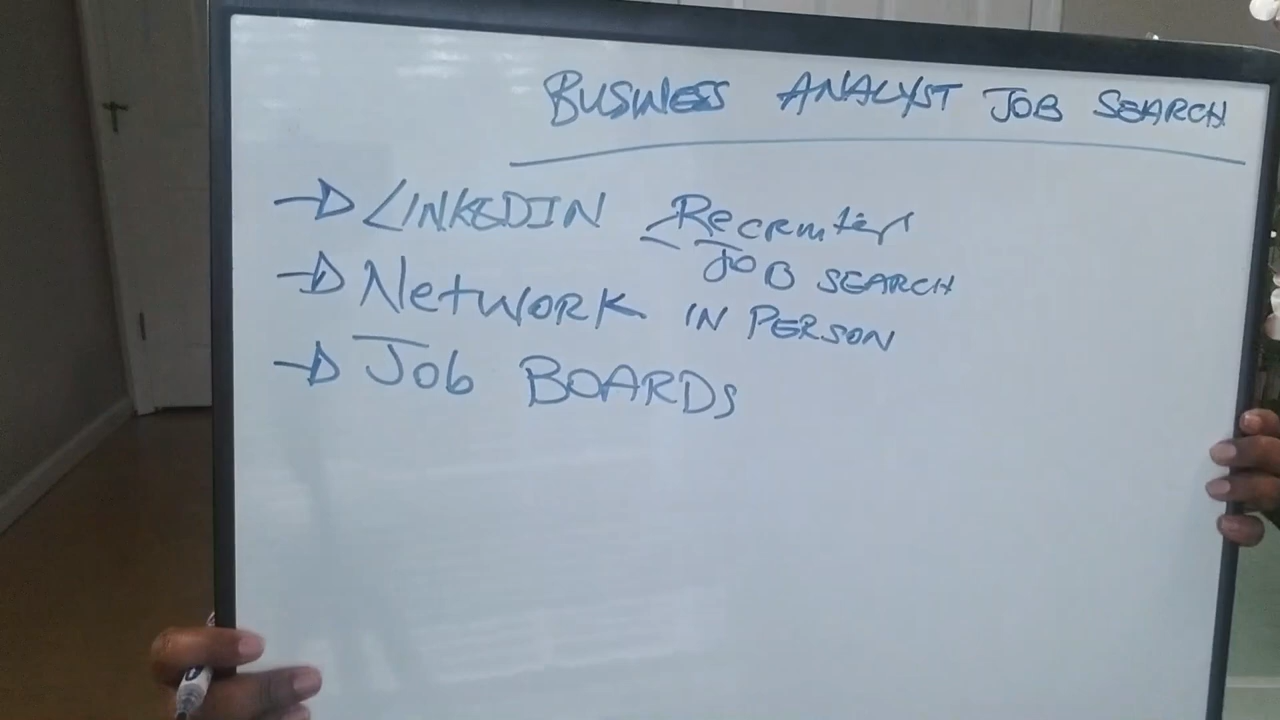 BUSINESS ANALYST JOB SEARCH
LINKEDIN Recruiter
JOB SEARCH
Network IN PERSON
Job BOARDS